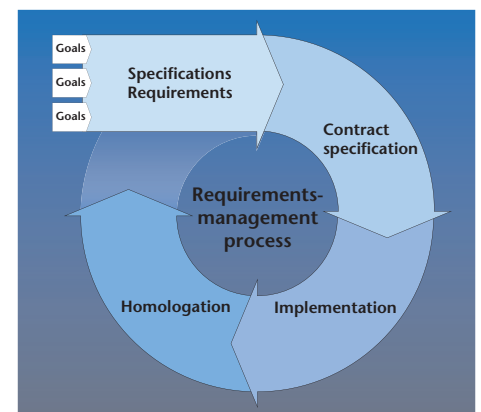 Goals
Goals
Goals
Specifications
Requirements
Contract
specification
Requirements-
management
process
Homologation
Implementation